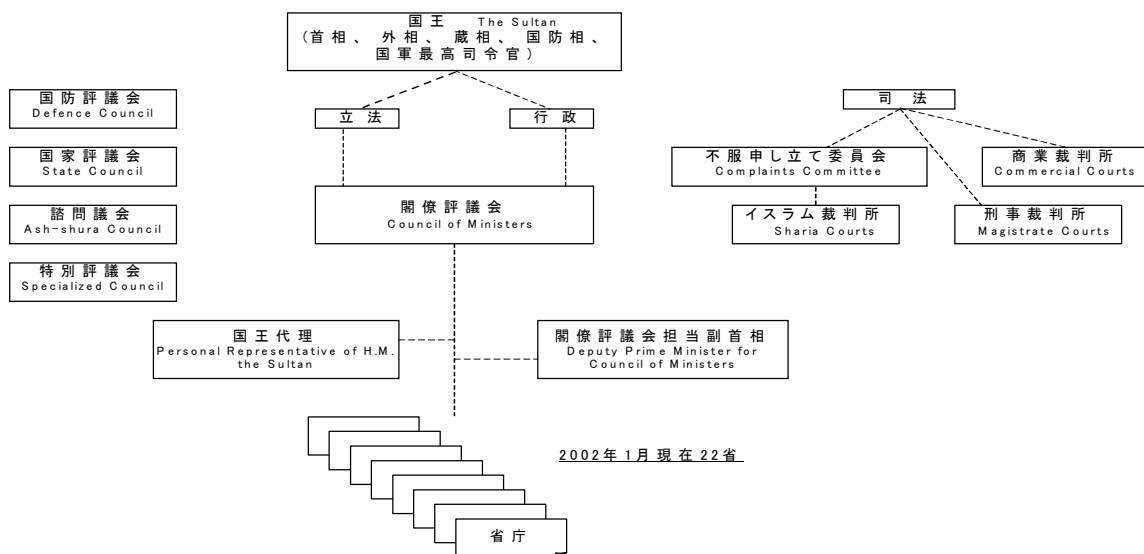 国王 The Sultan
(首相、外相、蔵相、国防相、
国軍最高司令官)
国防評議会
Defence Council
国家評議会
State Council
諮問議会
Ash-shura Council
特別評議会
Specialized Council
立法
行政
閣僚評議会
Council of Ministers
司法
不服申し立て委員会
Complaints Committee
商業裁判所
Commercial Courts
イスラム裁判所
Sharia Courts
刑事裁判所
Magistrate Courts
国王代理
Personal Representative of H.M.
the Sultan
閣僚評議会担当副首相
Deputy Prime Minister for
Council of Ministers
2002年1月現在22省
省庁